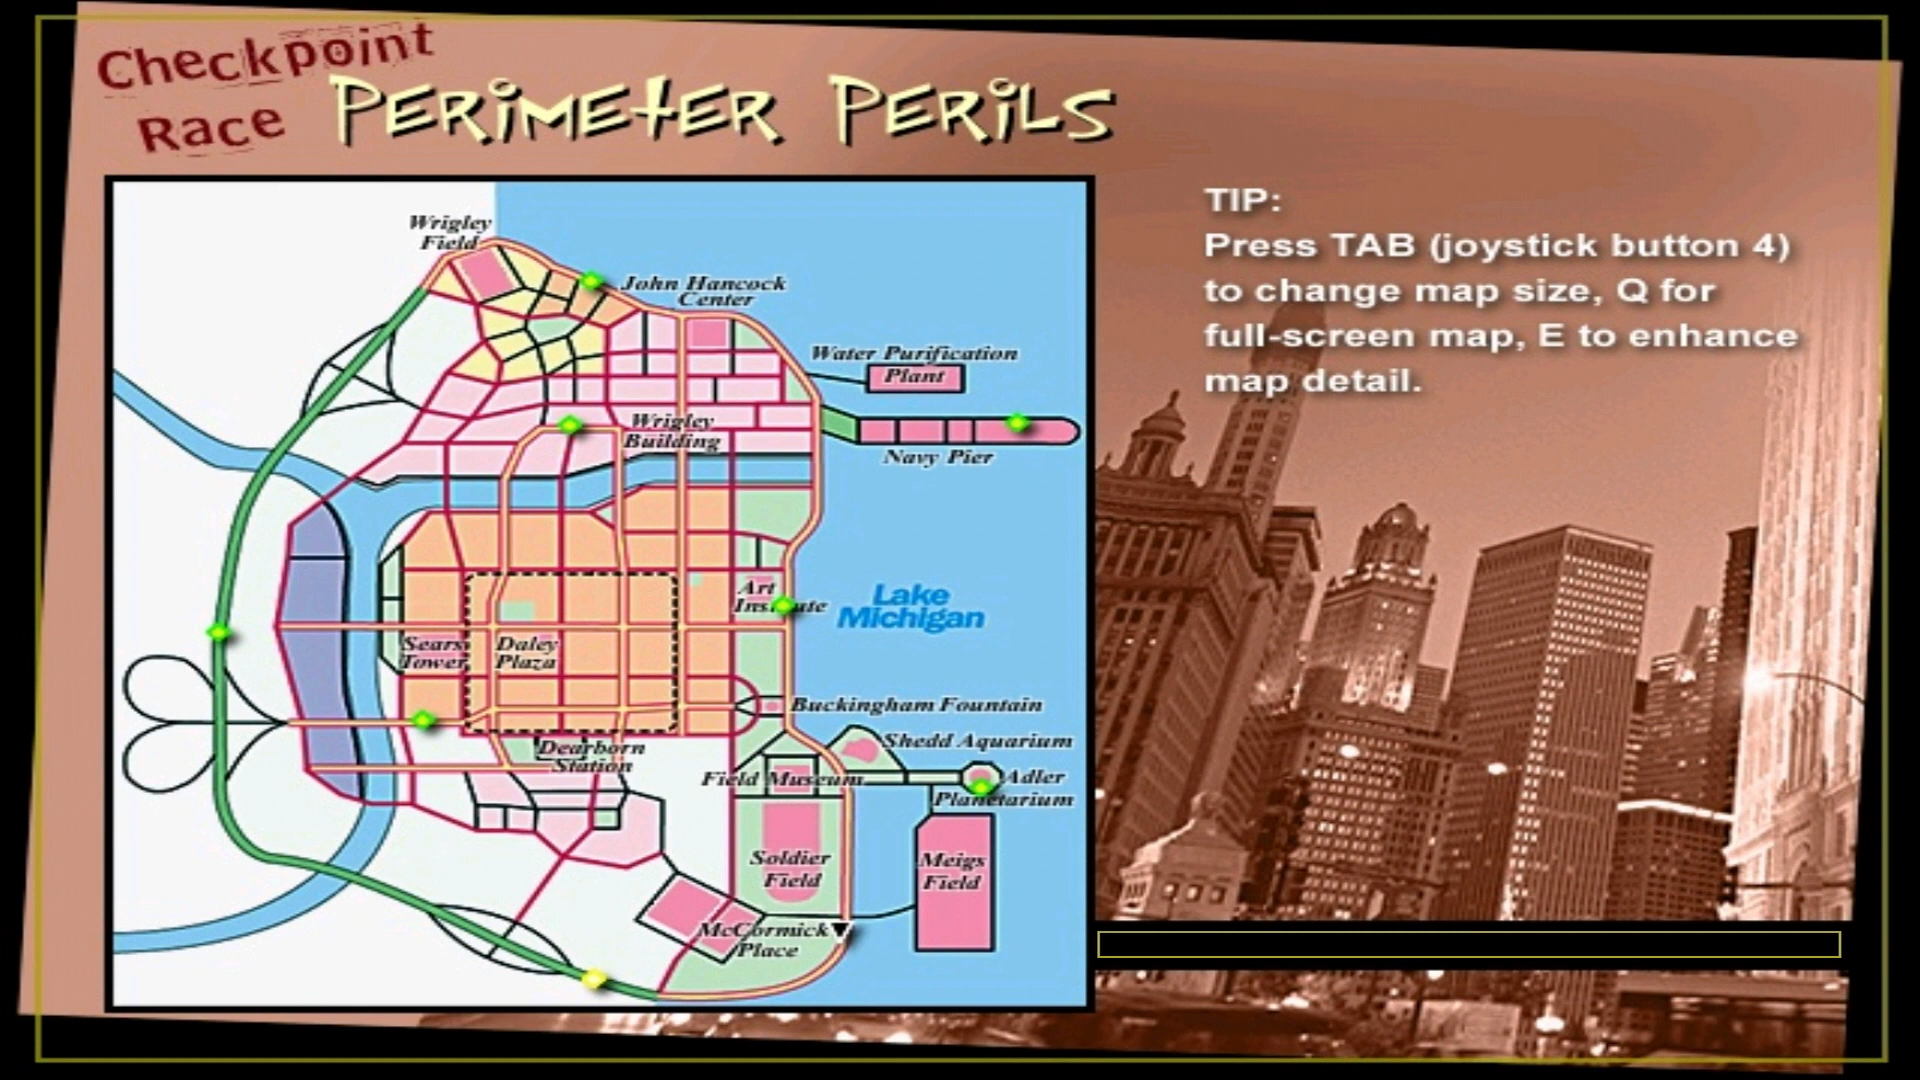 Checkpoint
Race
PERIMETER PERILS
TIP:
Press TAB (joystick button 4)
to change map size, Q for
full-screen map, E to enhance
map detail.
Wrigley
Field
John Hancock
Center
Water Purification
Plant
Wrigley
Building
Navy Pier
Art
Institute
Lake
Michigan
Sears
Tower
Daley
Plaza
Buckingham Fountain
Shedd Aquarium
Dearborn
Station
Field Museum
Adler
Planetarium
Soldier
Field
Meigs
Field
McCormick
Place